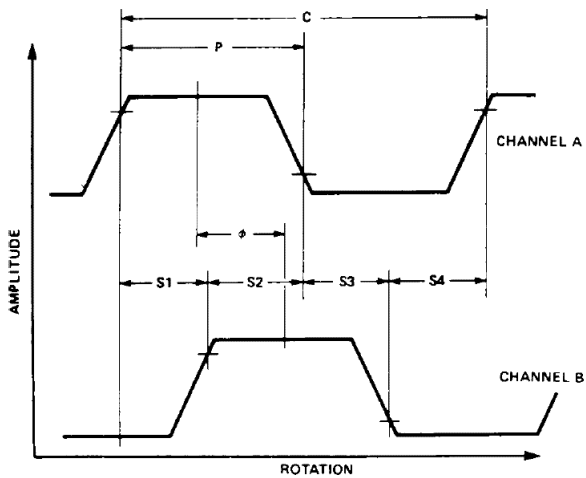 C
P
CHANNEL A
ϕ
S1 S2 S3 S4
AMPLITUDE
CHANNEL B
ROTATION